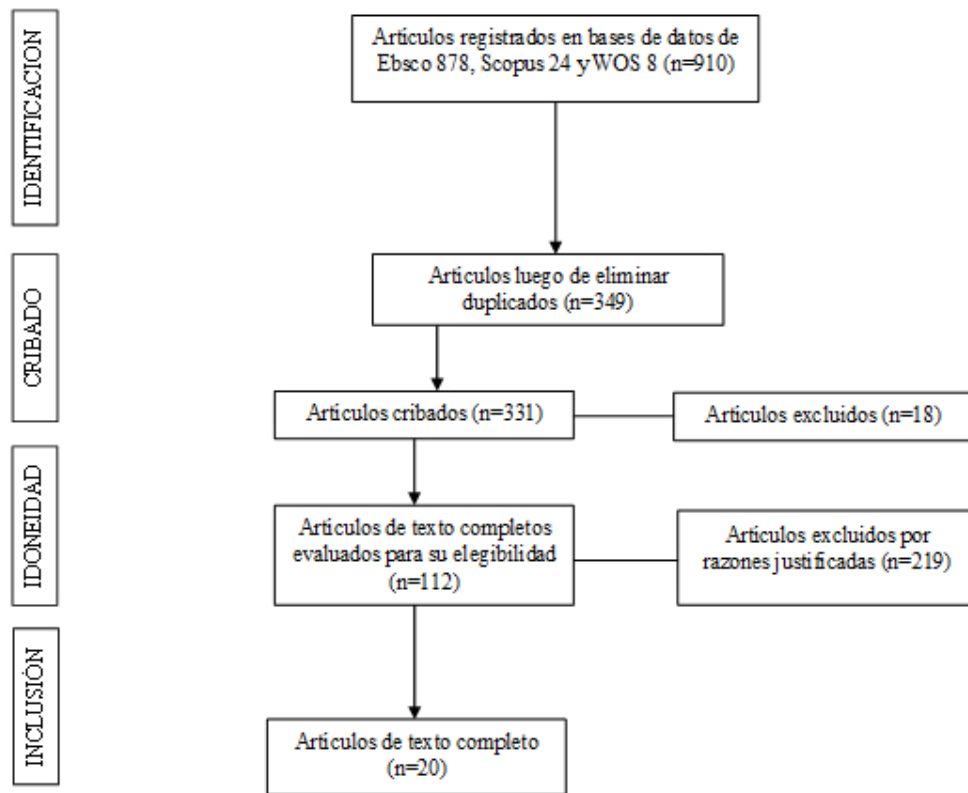 IDENTIFICACION
Artículos registrados en bases de datos de
Ebsco 878, Scopus 24 y WOS 8 (n=910)
CRIBADO
Artículos luego de eliminar
duplicados (n=349)
Artículos cribados (n=331)
Artículos excluidos (n=18)
IDONEIDAD
Artículos de texto completos
evaluados para su elegibilidad
(n=112)
Artículos excluidos por
razones justificadas (n=219)
INCLUSIÓN
Artículos de texto completo
(n=20)